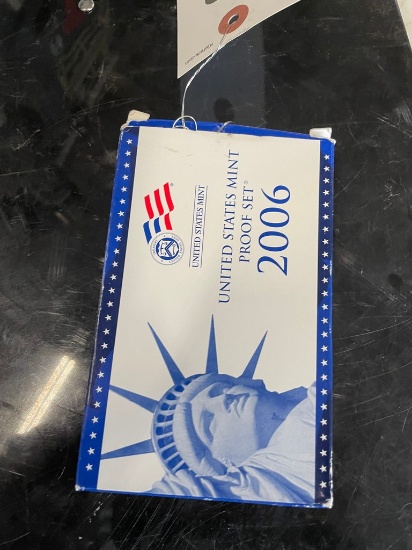 UNITED STATES MINT
UNITED STATES MINT
PROOF SET®
2006